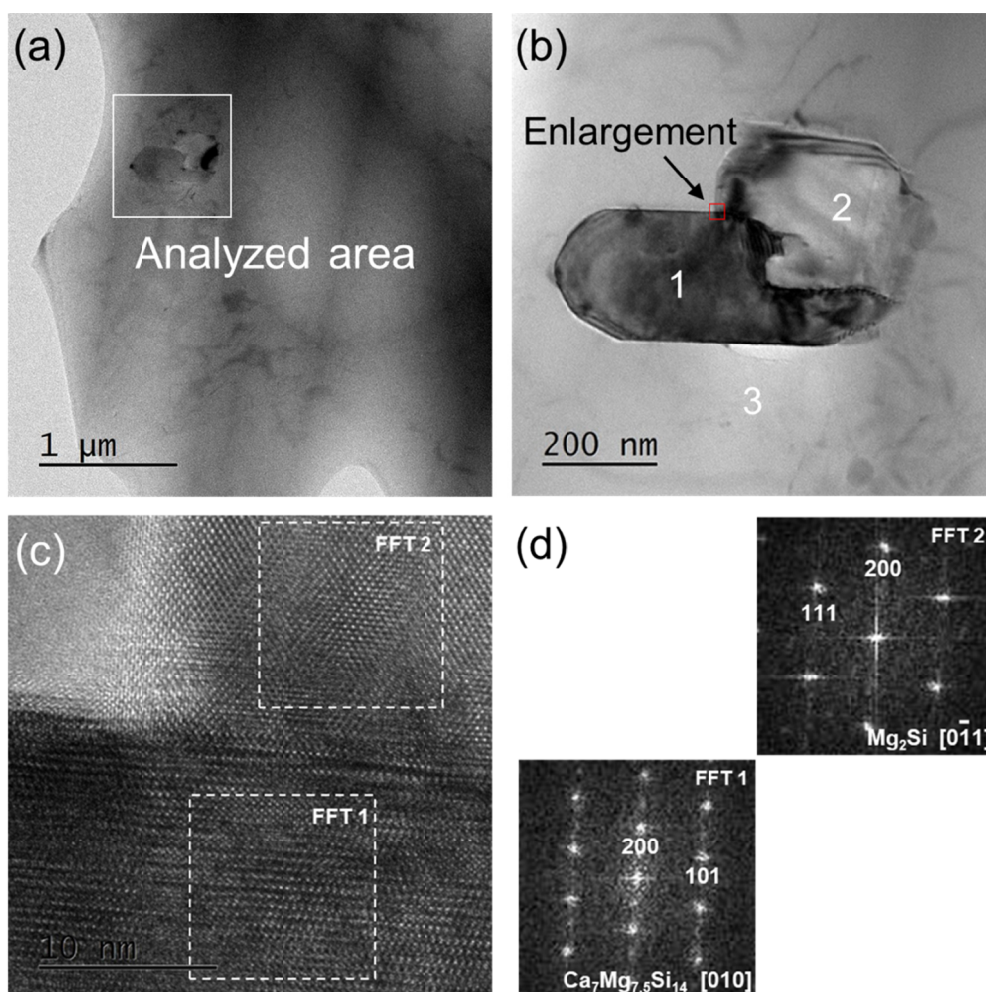 (a)
Analyzed area
1 μm
(b)
Enlargement
1
2
3
200 nm
(c)
FFT 2
FFT 1
10 nm
(d)
FFT 2
200
111
Mg₂Si [01̄1]
FFT 1
200
101
Ca₇Mg₇.₅Si₁₄ [010]